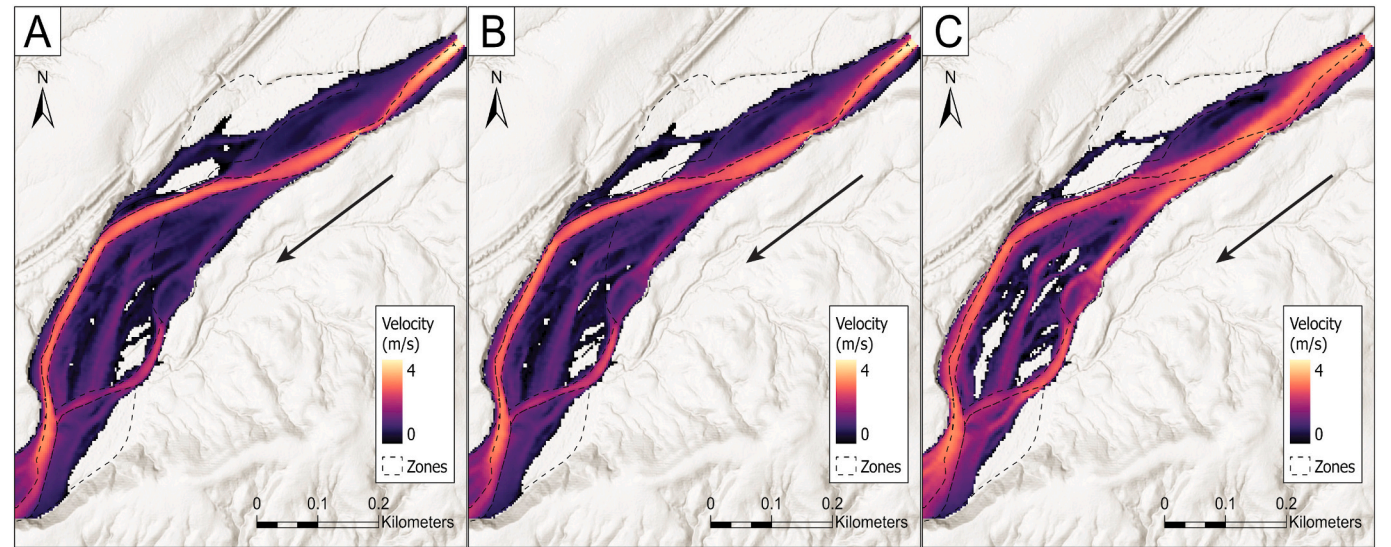 A
N
Velocity
(m/s)
4
0
Zones
0 0.1 0.2
Kilometers
B
N
Velocity
(m/s)
4
0
Zones
0 0.1 0.2
Kilometers
C
N
Velocity
(m/s)
4
0
Zones
0 0.1 0.2
Kilometers